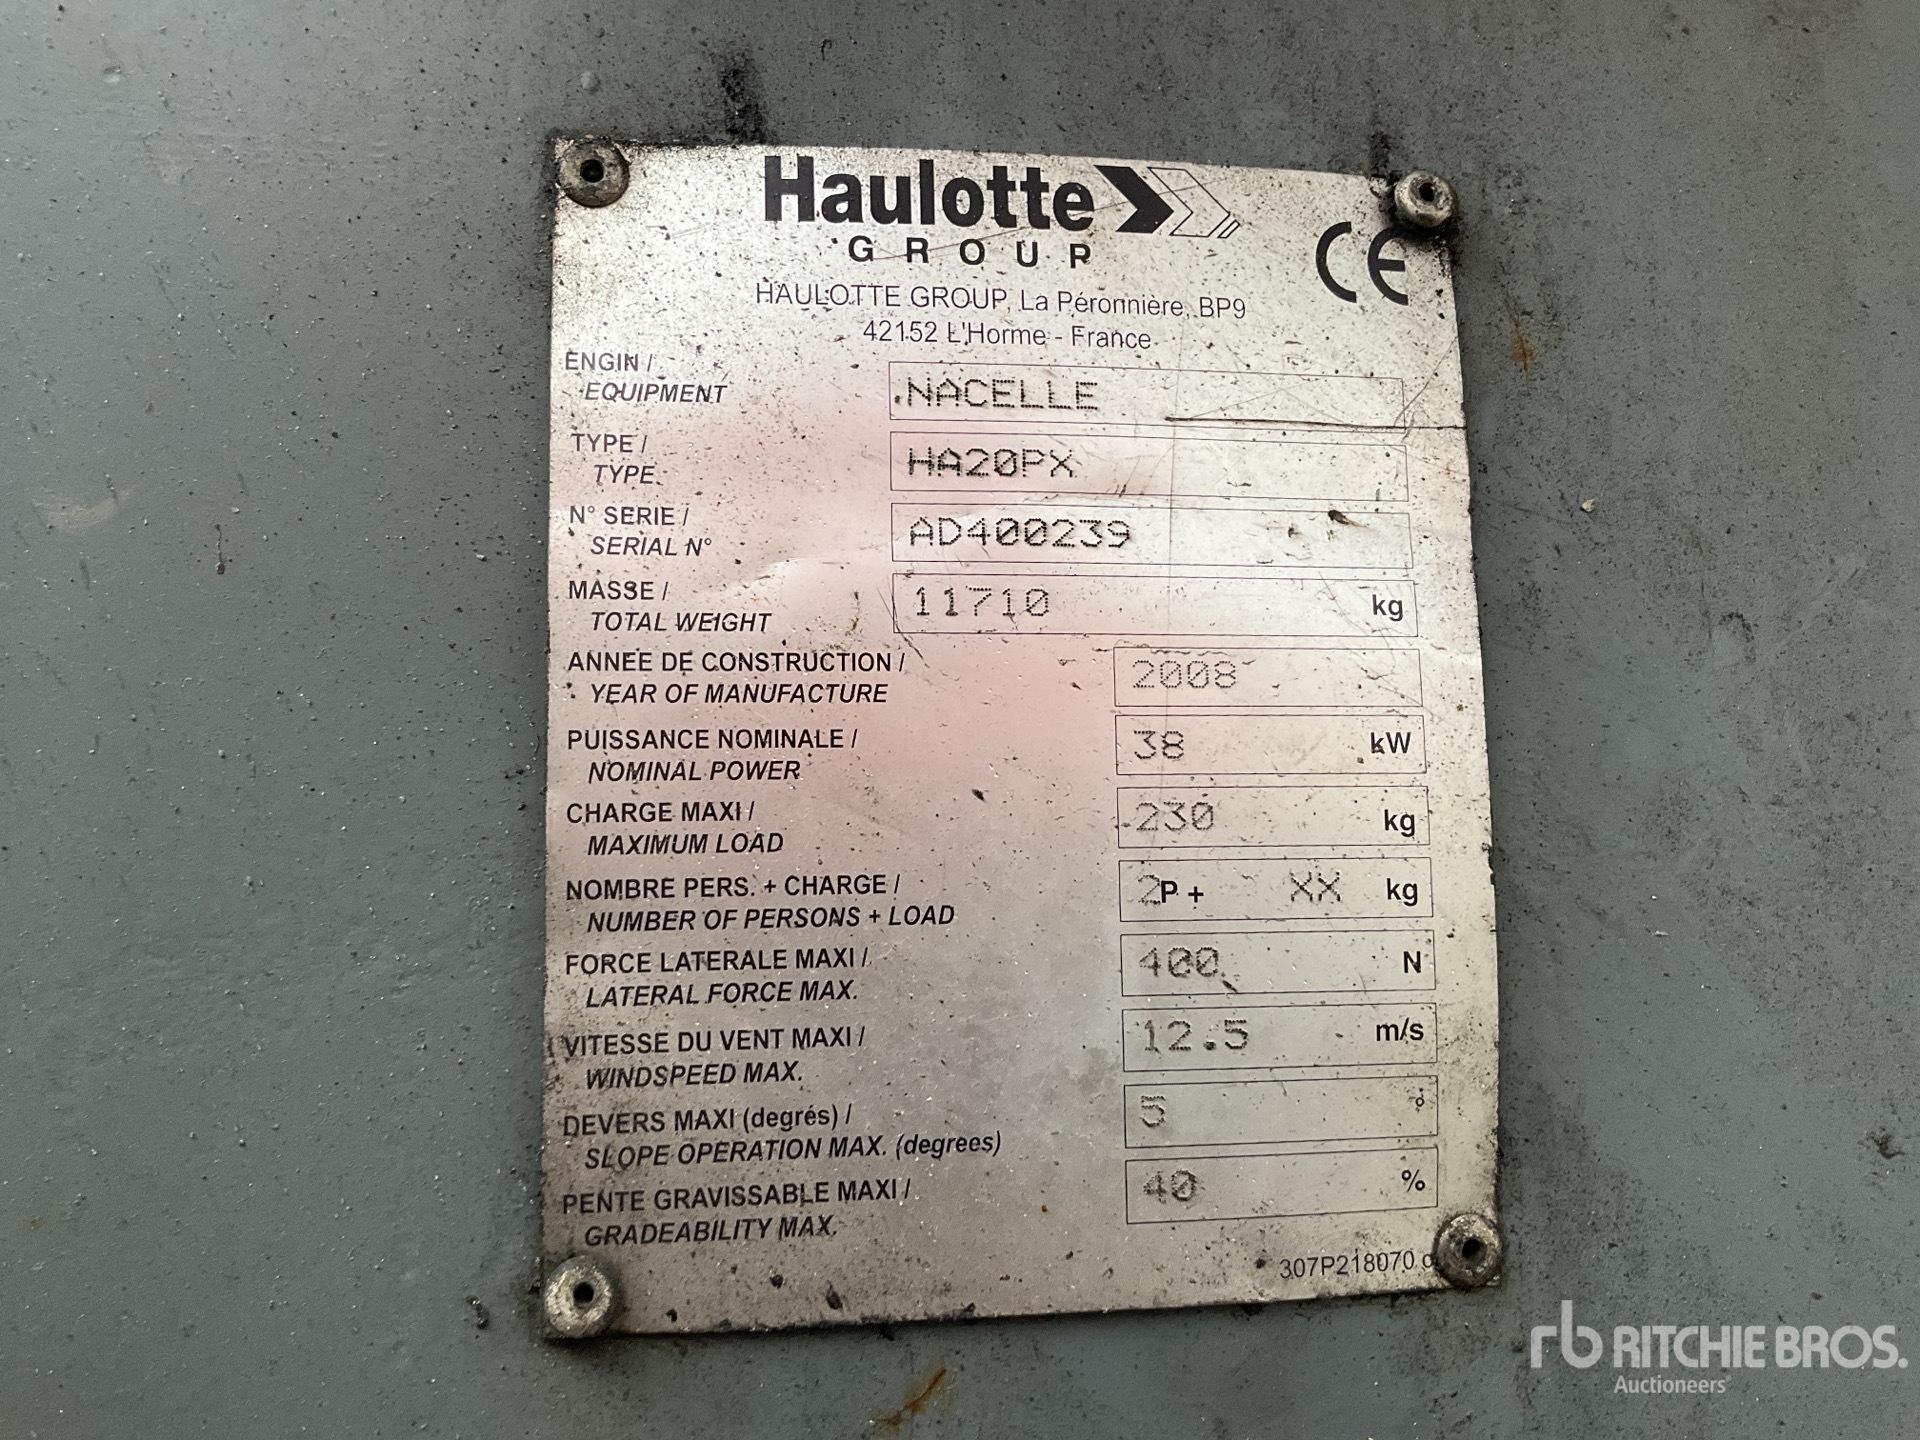 Haulotte
GROUP
CE
HAULOTTE GROUP, La Péronnière, BP9
42152 L'Horme - France
ENGIN /
EQUIPMENT
NACELLE
TYPE /
TYPE
HA20PX
N° SERIE /
SERIAL N°
AD400239
MASSE /
TOTAL WEIGHT
11710 kg
ANNEE DE CONSTRUCTION /
YEAR OF MANUFACTURE
2008
PUISSANCE NOMINALE /
NOMINAL POWER
38 kW
CHARGE MAXI /
MAXIMUM LOAD
230 kg
NOMBRE PERS. + CHARGE /
NUMBER OF PERSONS + LOAD
2P + XX kg
FORCE LATERALE MAXI /
LATERAL FORCE MAX.
400 N
VITESSE DU VENT MAXI /
WINDSPEED MAX.
12.5 m/s
DEVERS MAXI (degrés) /
SLOPE OPERATION MAX. (degrees)
5 °
PENTE GRAVISSABLE MAXI /
GRADEABILITY MAX.
40 %
307P218070
rb RITCHIE BROS.
Auctioneers